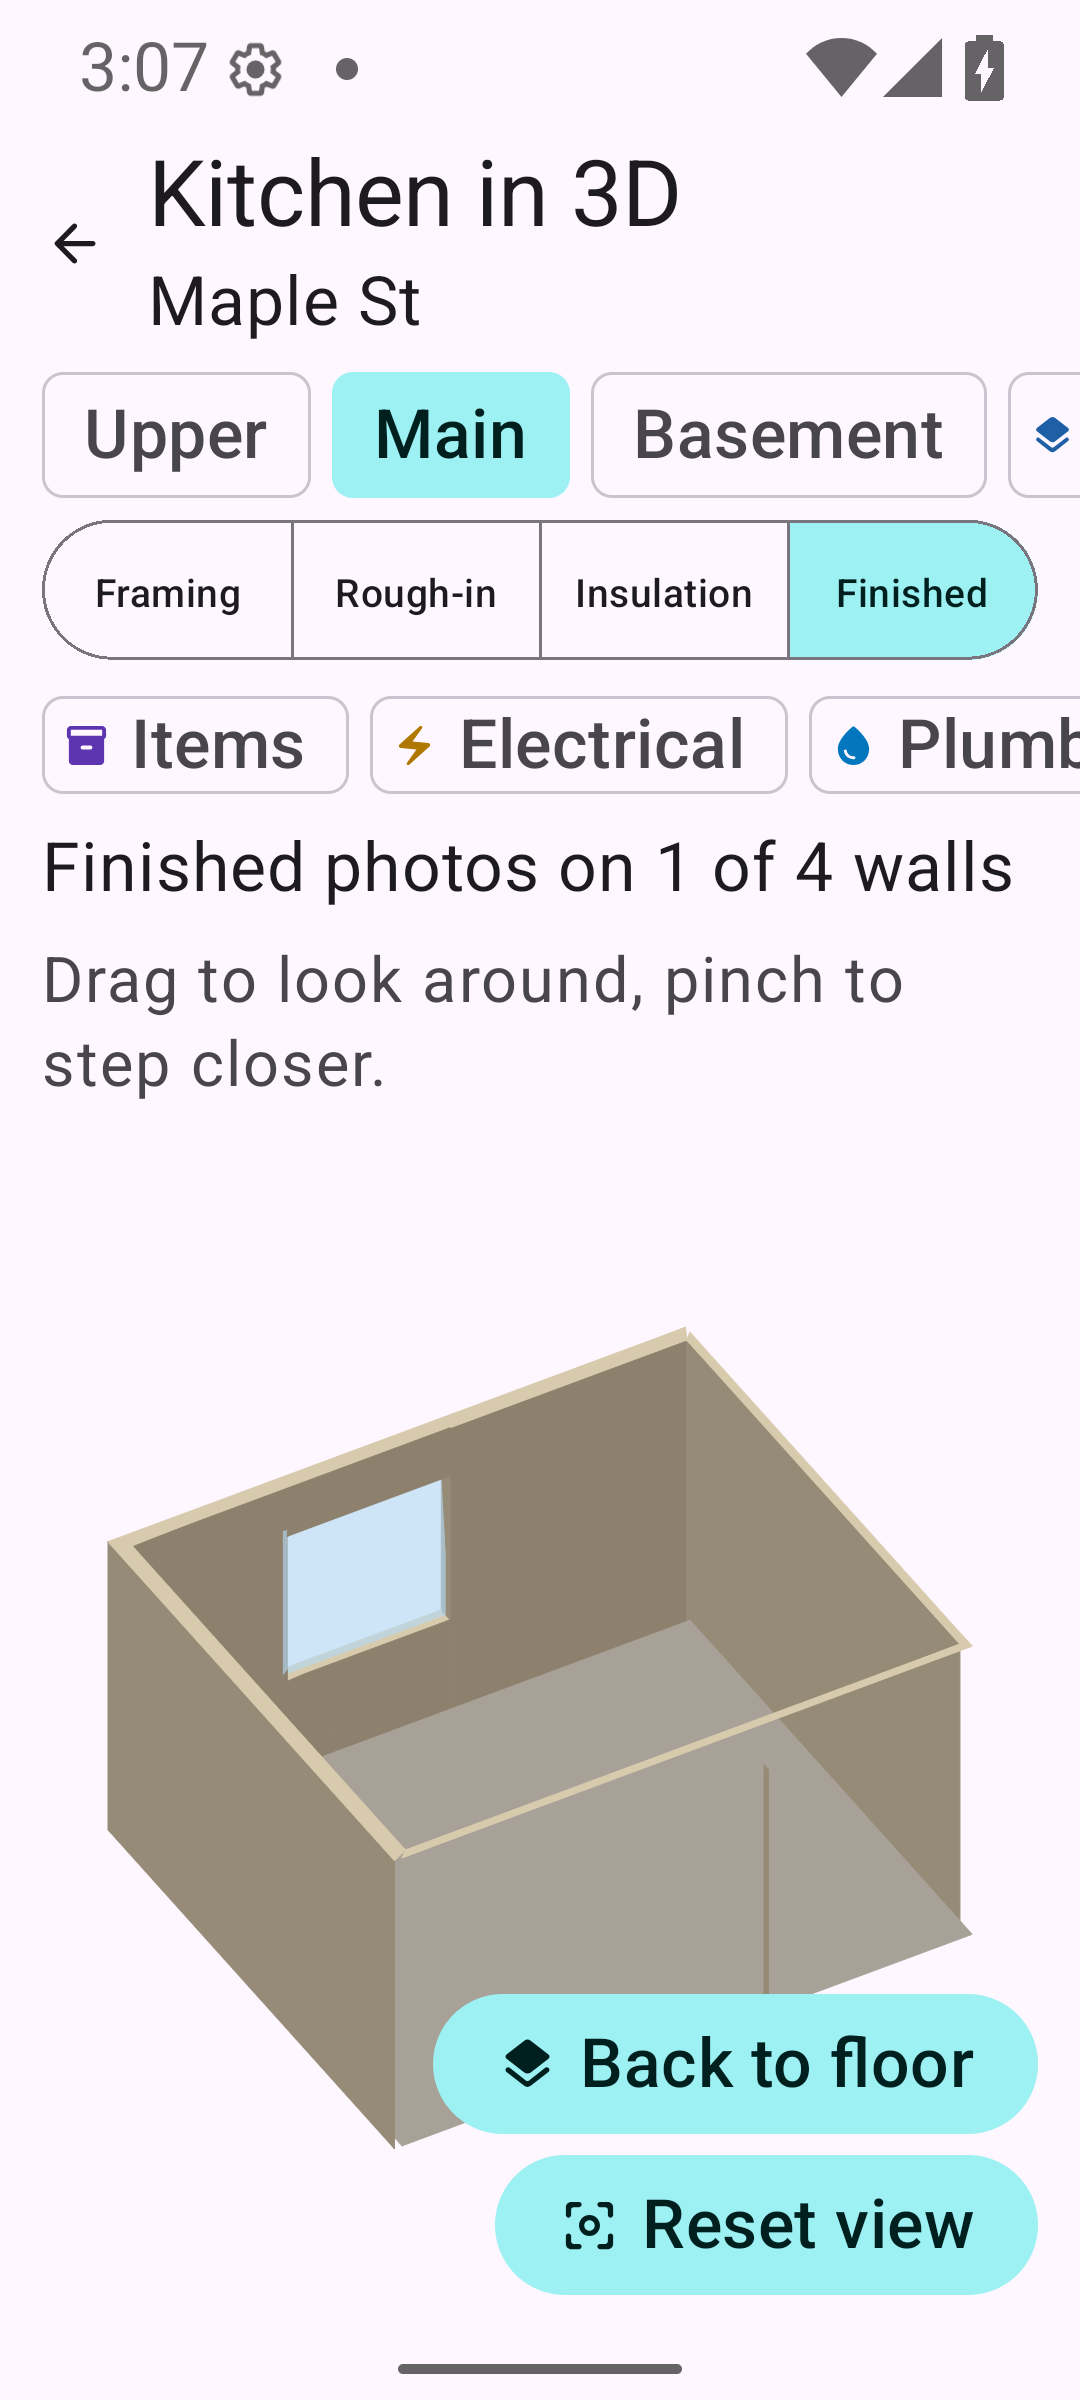 3:07
Kitchen in 3D
Maple St
Upper
Main
Basement
Framing
Rough-in
Insulation
Finished
Items
Electrical
Plumb
Finished photos on 1 of 4 walls
Drag to look around, pinch to
step closer.
Back to floor
Reset view